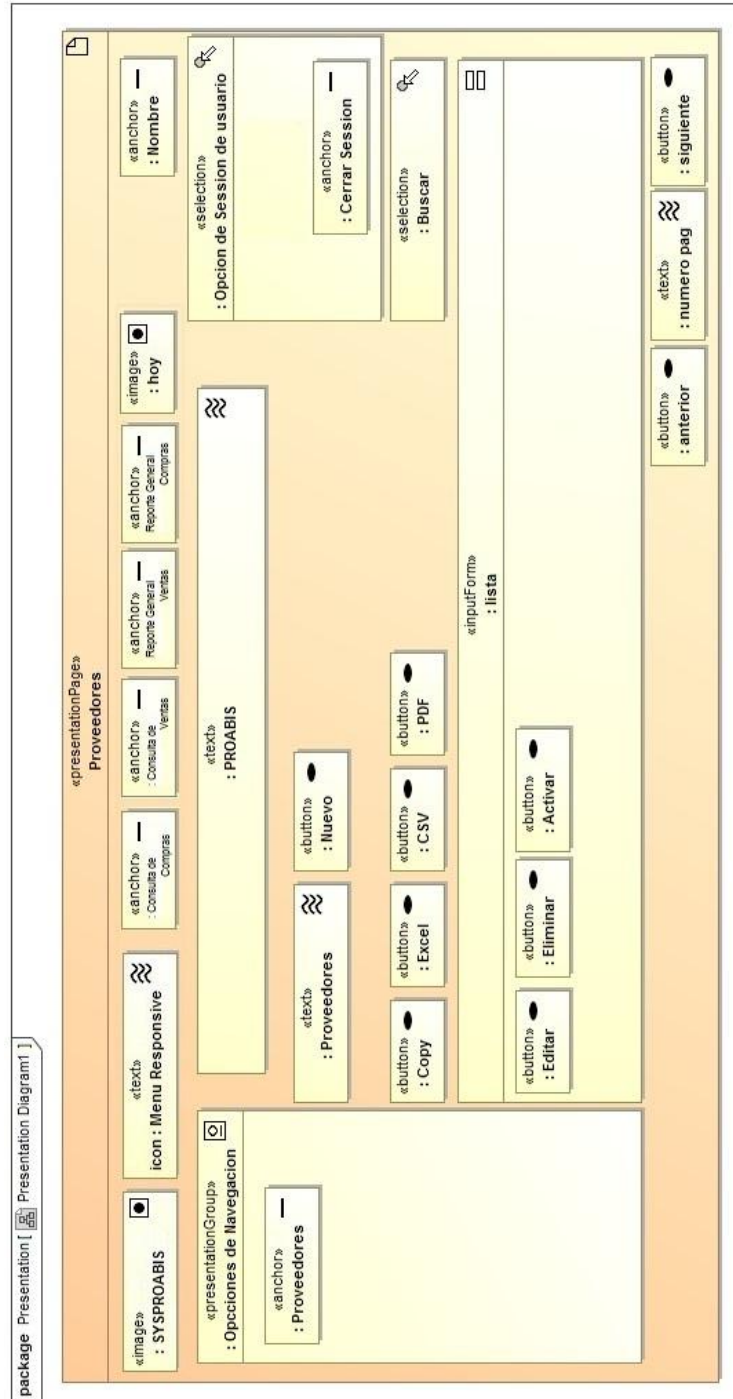 package Presentation [ Presentation Diagram1 ]
«presentationPage»
Proveedores
«image»
: SYSPROABIS
«text»
icon : Menu Responsive
«anchor»
: Consulta de
Compras
«anchor»
: Consulta de
Ventas
«anchor»
Reporte General
Ventas
«anchor»
Reporte General
Compras
«image»
: hoy
«anchor»
: Nombre
«presentationGroup»
: Opcciones de Navegacion
«anchor»
: Proveedores
«text»
: PROABIS
«selection»
: Opcion de Session de usuario
«anchor»
: Cerrar Session
«text»
: Proveedores
«button»
: Nuevo
«button»
: Copy
«button»
: Excel
«button»
: CSV
«button»
: PDF
«selection»
: Buscar
«inputForm»
: lista
«button»
: Editar
«button»
: Eliminar
«button»
: Activar
«button»
: anterior
«text»
: numero pag
«button»
: siguiente